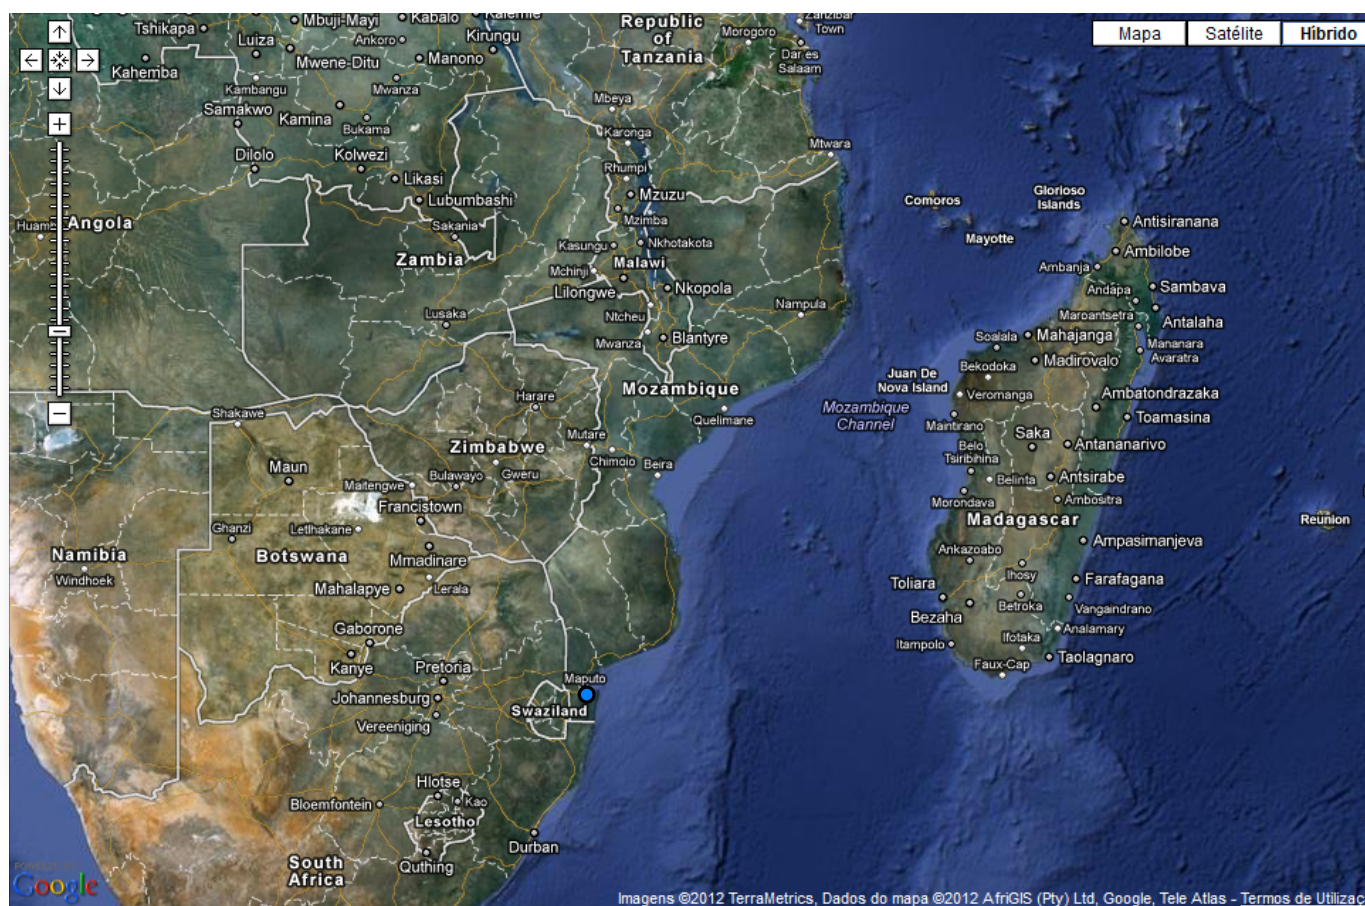 Mapa
Satélite
Híbrido
Tshikapa
Mbuji-Mayi
Kabalo
Kalemie
Republic
of
Tanzania
Zanzibar
Town
Luiza
Ankoro
Kirungu
Morogoro
Dar es
Salaam
Kahemba
Mwene-Ditu
Manono
Kambangu
Mwanza
Samakwo
Kamina
Bukama
Mbeya
Karonga
Mtwara
Dilolo
Kolwezi
Likasi
Rhumpi
Lubumbashi
Mzuzu
Comoros
Glorioso
Islands
Huambo
Angola
Sakania
Mzimba
Antisiranana
Zambia
Kasungu
Nkhotakota
Mayotte
Ambilobe
Mchinji
Malawi
Ambanja
Lilongwe
Nkopola
Andapa
Sambava
Lusaka
Ntcheu
Nampula
Maroantsetra
Antalaha
Mwanza
Blantyre
Soalala
Mahajanga
Mananara
Avaratra
Bekodoka
Madirovalo
Juan De
Nova Island
Mozambique
Harare
Veromanga
Ambatondrazaka
Mozambique
Channel
Shakawe
Quelimane
Maintirano
Toamasina
Zimbabwe
Mutare
Saka
Antananarivo
Belo
Tsiribihina
Maun
Bulawayo
Gweru
Chimoio
Beira
Maitengwe
Belinta
Antsirabe
Francistown
Morondava
Ambositra
Ghanzi
Letlhakane
Madagascar
Reunion
Namibia
Botswana
Mmadinare
Ankazoabo
Ampasimanjeva
Windhoek
Mahalapye
Lerala
Toliara
Ihosy
Farafagana
Bezaha
Betroka
Vangaindrano
Gaborone
Analamary
Kanye
Pretoria
Itampolo
Ifotaka
Taolagnaro
Faux-Cap
Maputo
Johannesburg
Swaziland
Vereeniging
Hlotse
Bloemfontein
Kao
Lesotho
Durban
South
Africa
Quthing
POWERED BY
Google
Imagens ©2012 TerraMetrics, Dados do mapa ©2012 AfriGIS (Pty) Ltd, Google, Tele Atlas - Termos de Utilizaç